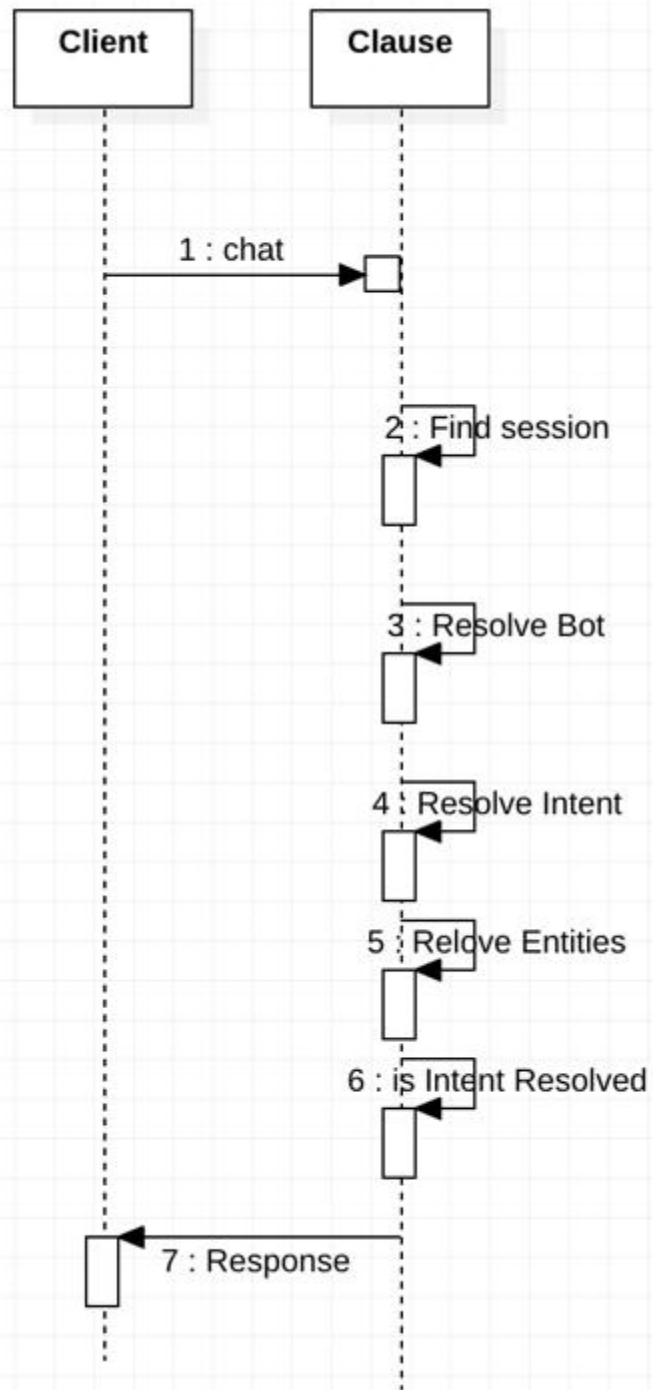 Client
Clause
1 : chat
2 : Find session
3 : Resolve Bot
4 : Resolve Intent
5 : Relove Entities
6 : is Intent Resolved
7 : Response